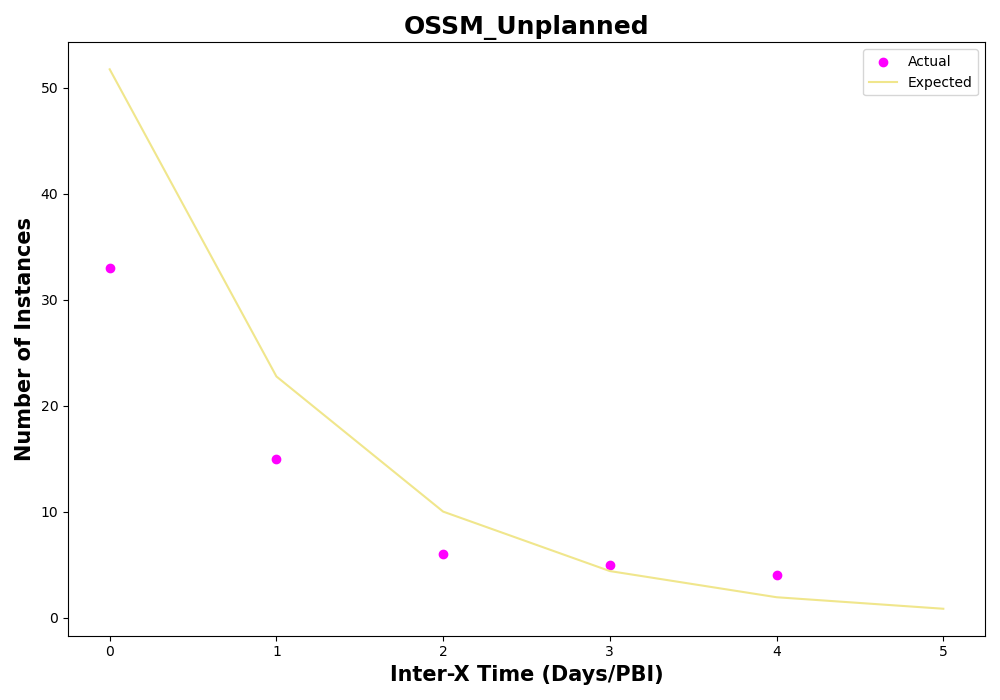 OSSM_Unplanned
Actual
Expected
50
40
30
20
10
0
Number of Instances
0 1 2 3 4 5
Inter-X Time (Days/PBI)